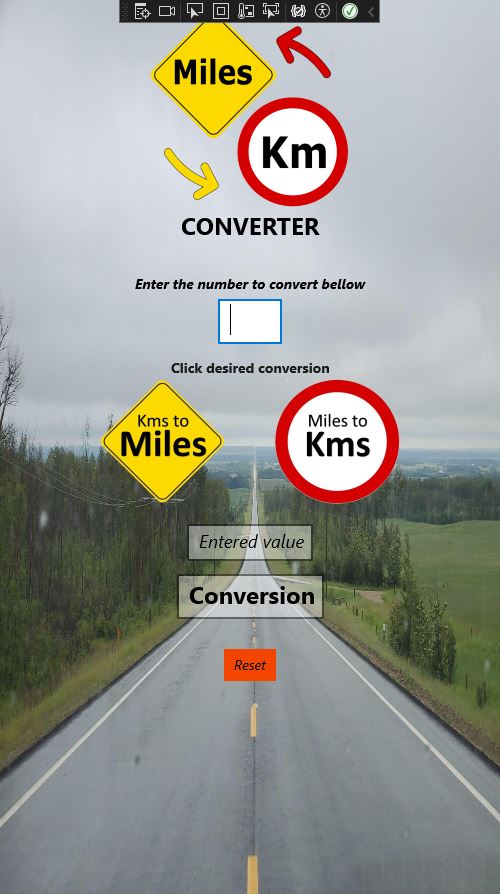 Miles
Km
CONVERTER
Enter the number to convert bellow
Click desired conversion
Kms to
Miles
Miles to
Kms
Entered value
Conversion
Reset